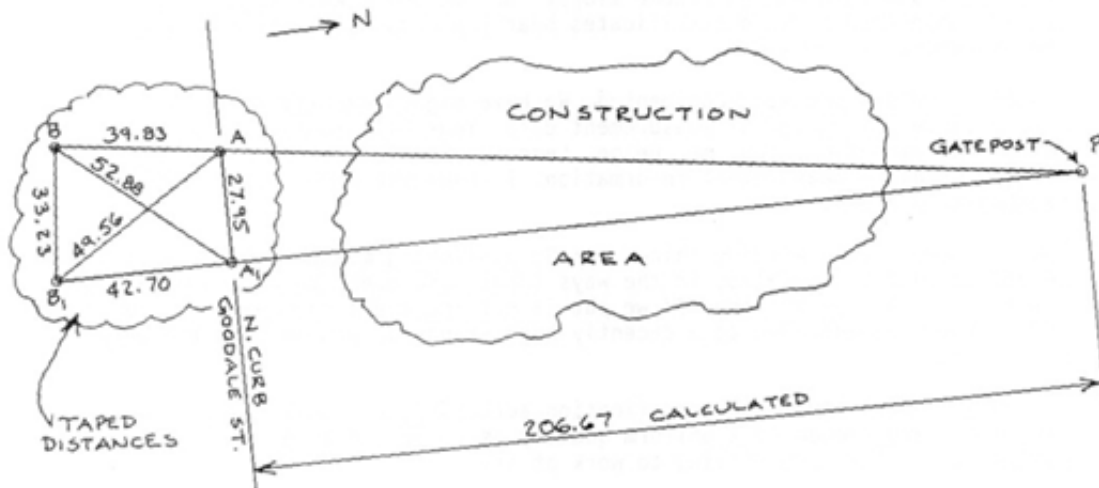 N
CONSTRUCTION
AREA
GATEPOST
P
B
39.83
A
52.88
27.95
33.23
49.56
B1
42.70
A1
N. CURB
GOODALE ST.
TAPED
DISTANCES
206.67 CALCULATED